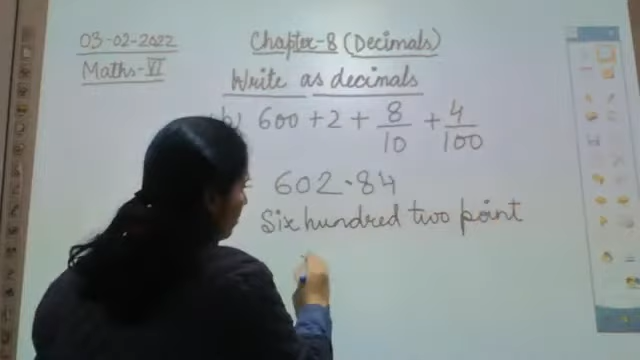 03-02-2022
Chapter-8 (Decimals)
Maths-VI
Write as decimals
b) 600 + 2 + 8/10 + 4/100
602.84
Six hundred two point